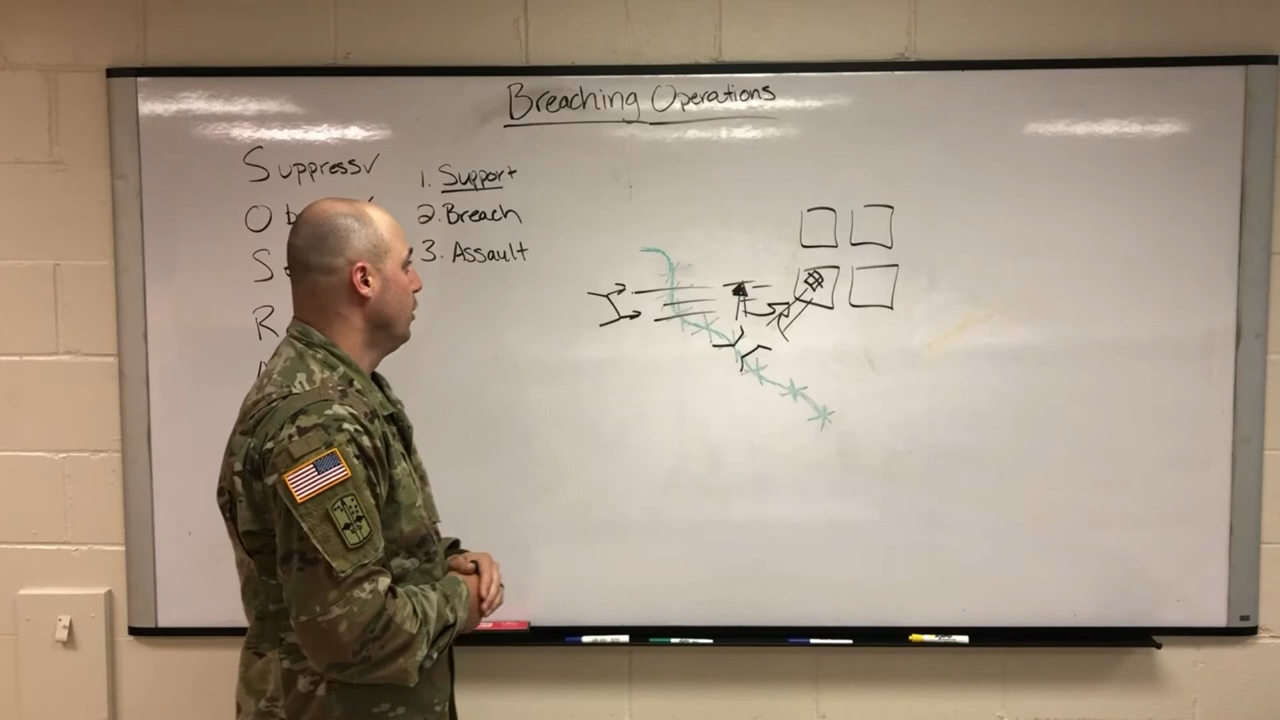 Breaching Operations
Suppress
O
S
R
1. Support
2. Breach
3. Assault